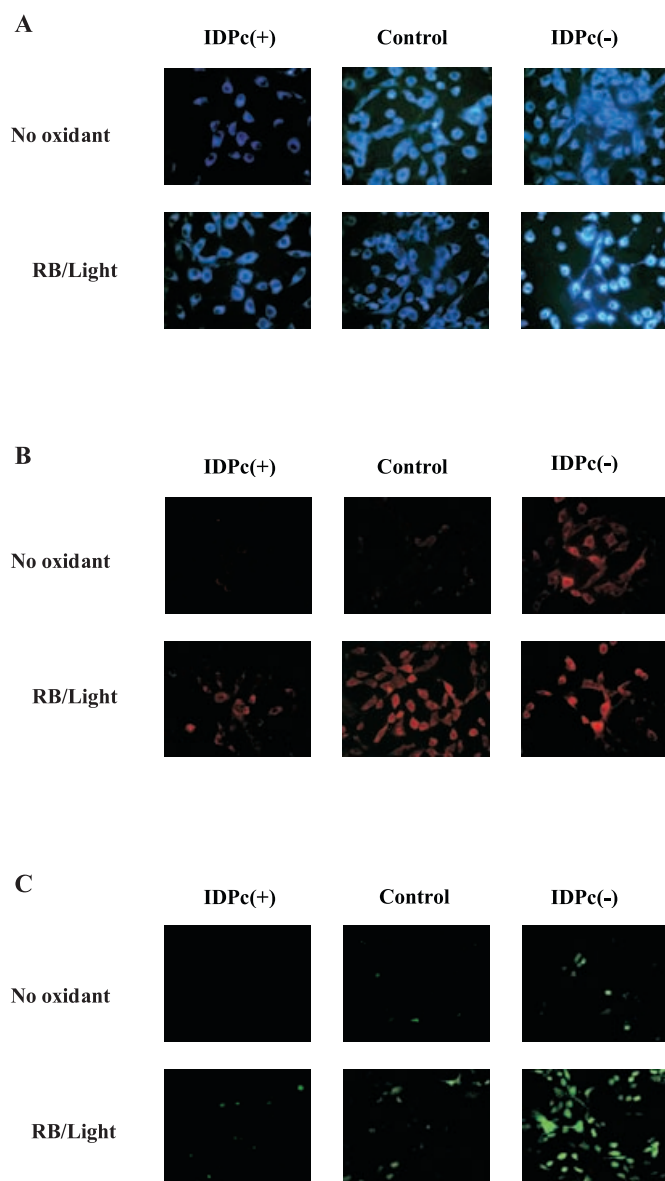 A
IDPc(+) Control IDPc(-)
No oxidant
RB/Light
B
IDPc(+) Control IDPc(-)
No oxidant
RB/Light
C
IDPc(+) Control IDPc(-)
No oxidant
RB/Light